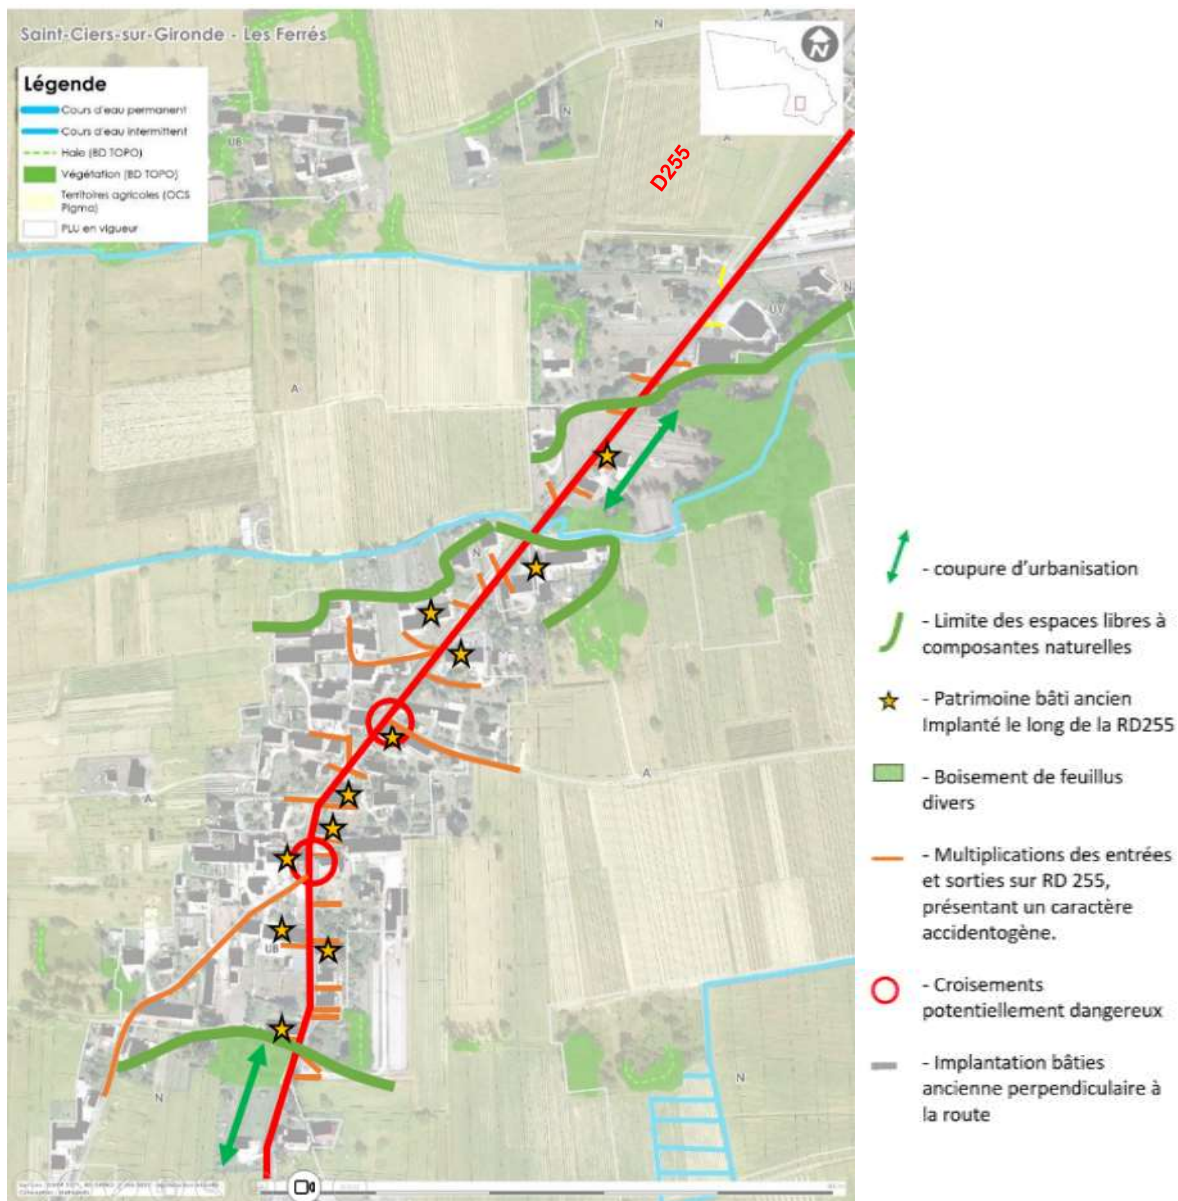 Saint-Ciers-sur-Gironde - Les Ferrés
Légende
Cours d'eau permanent
Cours d'eau intermittent
Haie (BD TOPO)
Végétation (BD TOPO)
Territoires agricoles (OCS
Pigma)
PLU en vigueur
N
A
N
N
UB
A
D255
N
UY
A
N
A
A
UB
N
N
- coupure d'urbanisation
- Limite des espaces libres à
composantes naturelles
- Patrimoine bâti ancien
Implanté le long de la RD255
- Boisement de feuillus
divers
- Multiplications des entrées
et sorties sur RD 255,
présentant un caractère
accidentogène.
- Croisements
potentiellement dangereux
- Implantation bâties
ancienne perpendiculaire à
la route